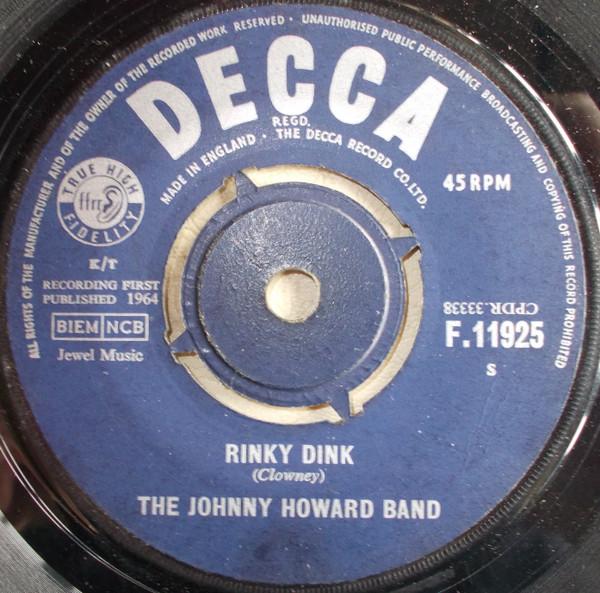 ALL RIGHTS OF THE MANUFACTURER AND OF THE OWNER OF THE RECORDED WORK RESERVED • UNAUTHORISED PUBLIC PERFORMANCE BROADCASTING AND COPYING OF THIS RECORD PROHIBITED
DECCA
REGD.
MADE IN ENGLAND • THE DECCA RECORD CO. LTD.
TRUE HIGH
ffrr
FIDELITY
45 RPM
K/T
RECORDING FIRST
PUBLISHED 1964
BIEM NCB
Jewel Music
CPDR.33338
F.11925
S
RINKY DINK
(Clowney)
THE JOHNNY HOWARD BAND